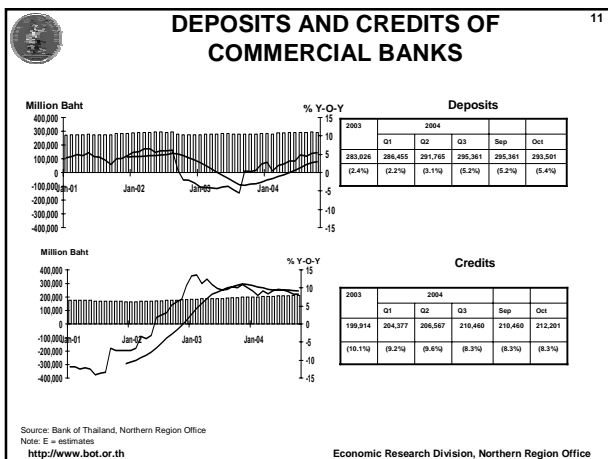 11
DEPOSITS AND CREDITS OF
COMMERCIAL BANKS
Million Baht
% Y-O-Y
400,000
300,000
200,000
100,000
0
-100,000
-200,000
-300,000
-400,000
15
10
5
0
-5
-10
-15
Jan-01
Jan-02
Jan-03
Jan-04
Deposits
2003 2004
Q1 Q2 Q3 Sep Oct
283,026 286,455 291,765 295,361 295,361 293,501
(2.4%) (2.2%) (3.1%) (5.2%) (5.2%) (5.4%)
Million Baht
% Y-O-Y
400,000
300,000
200,000
100,000
0
-100,000
-200,000
-300,000
-400,000
15
10
5
0
-5
-10
-15
Jan-01
Jan-02
Jan-03
Jan-04
Credits
2003 2004
Q1 Q2 Q3 Sep Oct
199,914 204,377 206,567 210,460 210,460 212,201
(10.1%) (9.2%) (9.6%) (8.3%) (8.3%) (8.3%)
Source: Bank of Thailand, Northern Region Office
Note: E = estimates
http://www.bot.or.th
Economic Research Division, Northern Region Office